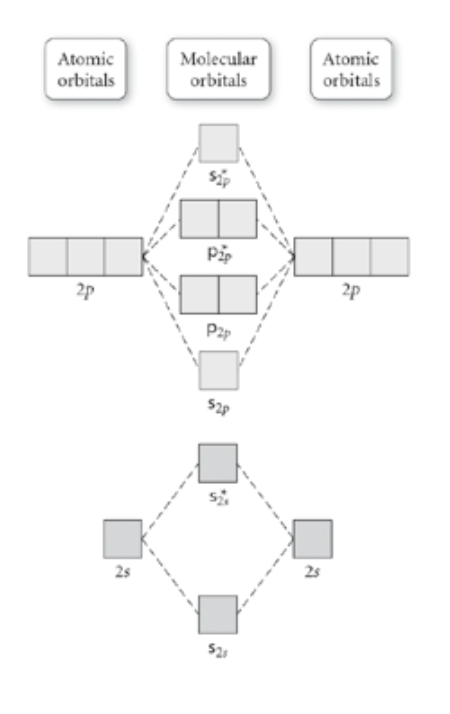 Atomic
orbitals
Molecular
orbitals
Atomic
orbitals
s*2p
p*2p
2p
2p
p2p
s2p
s*2s
2s
2s
s2s